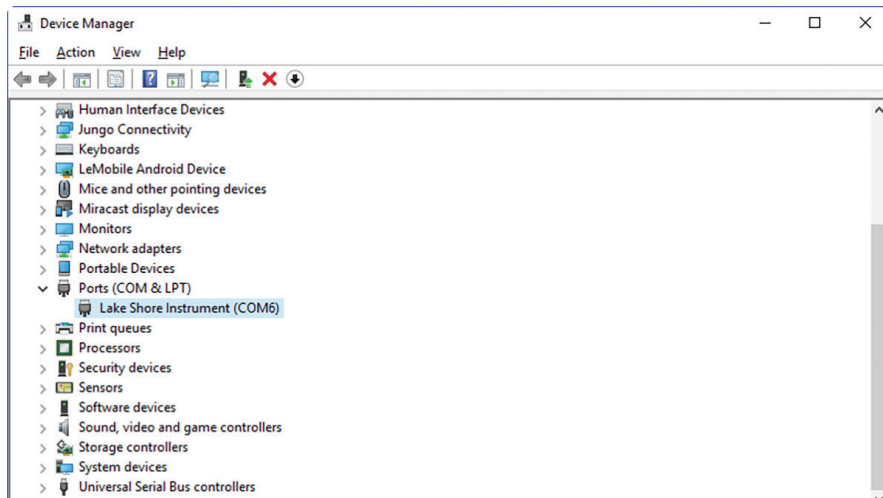 Device Manager
File Action View Help
Human Interface Devices
Jungo Connectivity
Keyboards
LeMobile Android Device
Mice and other pointing devices
Miracast display devices
Monitors
Network adapters
Portable Devices
Ports (COM & LPT)
Lake Shore Instrument (COM6)
Print queues
Processors
Security devices
Sensors
Software devices
Sound, video and game controllers
Storage controllers
System devices
Universal Serial Bus controllers